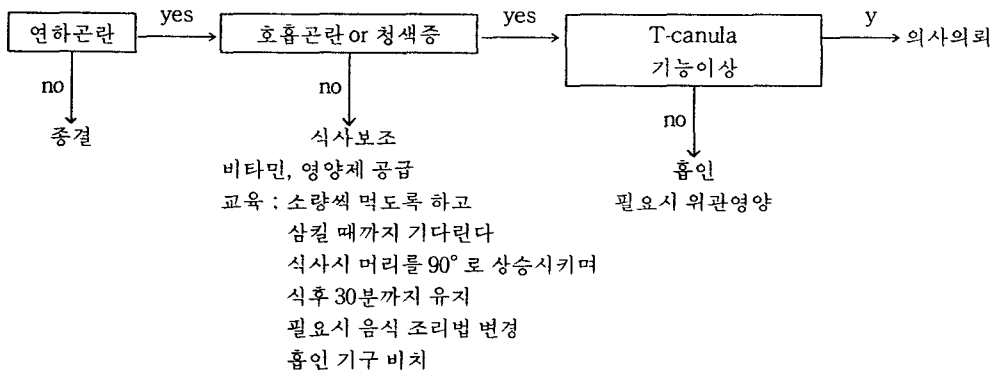 연하곤란
yes
호흡곤란 or 청색증
yes
T-canula
기능이상
y
의사의뢰
no
종결
no
식사보조
비타민, 영양제 공급
교육 : 소량씩 먹도록 하고
삼킬 때까지 기다린다
식사시 머리를 90° 로 상승시키며
식후 30분까지 유지
필요시 음식 조리법 변경
흡인 기구 비치
no
흡인
필요시 위관영양